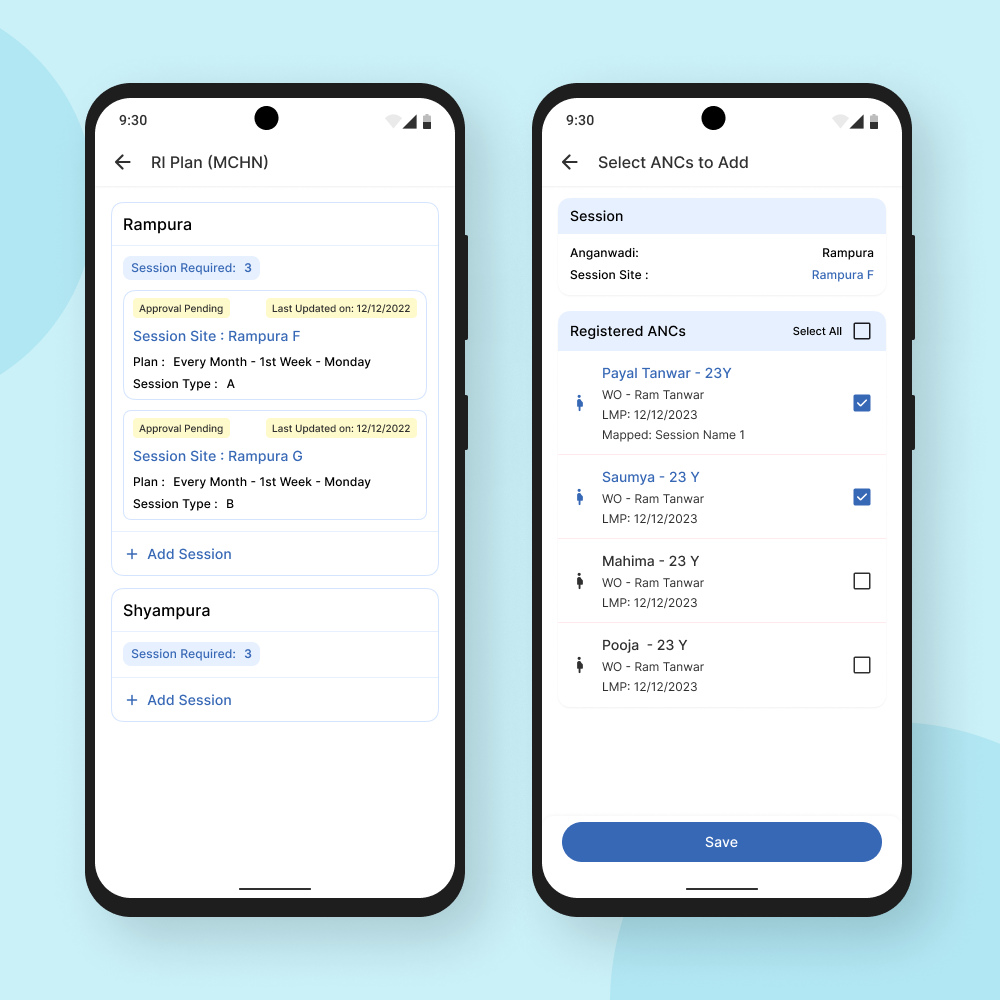 9:30
RI Plan (MCHN)
Rampura
Session Required: 3
Approval Pending Last Updated on: 12/12/2022
Session Site : Rampura F
Plan : Every Month - 1st Week - Monday
Session Type : A
Approval Pending Last Updated on: 12/12/2022
Session Site : Rampura G
Plan : Every Month - 1st Week - Monday
Session Type : B
+ Add Session
Shyampura
Session Required: 3
+ Add Session
9:30
Select ANCs to Add
Session
Anganwadi: Rampura
Session Site : Rampura F
Registered ANCs Select All
Payal Tanwar - 23Y
WO - Ram Tanwar
LMP: 12/12/2023
Mapped: Session Name 1
Saumya - 23 Y
WO - Ram Tanwar
LMP: 12/12/2023
Mahima - 23 Y
WO - Ram Tanwar
LMP: 12/12/2023
Pooja - 23 Y
WO - Ram Tanwar
LMP: 12/12/2023
Save